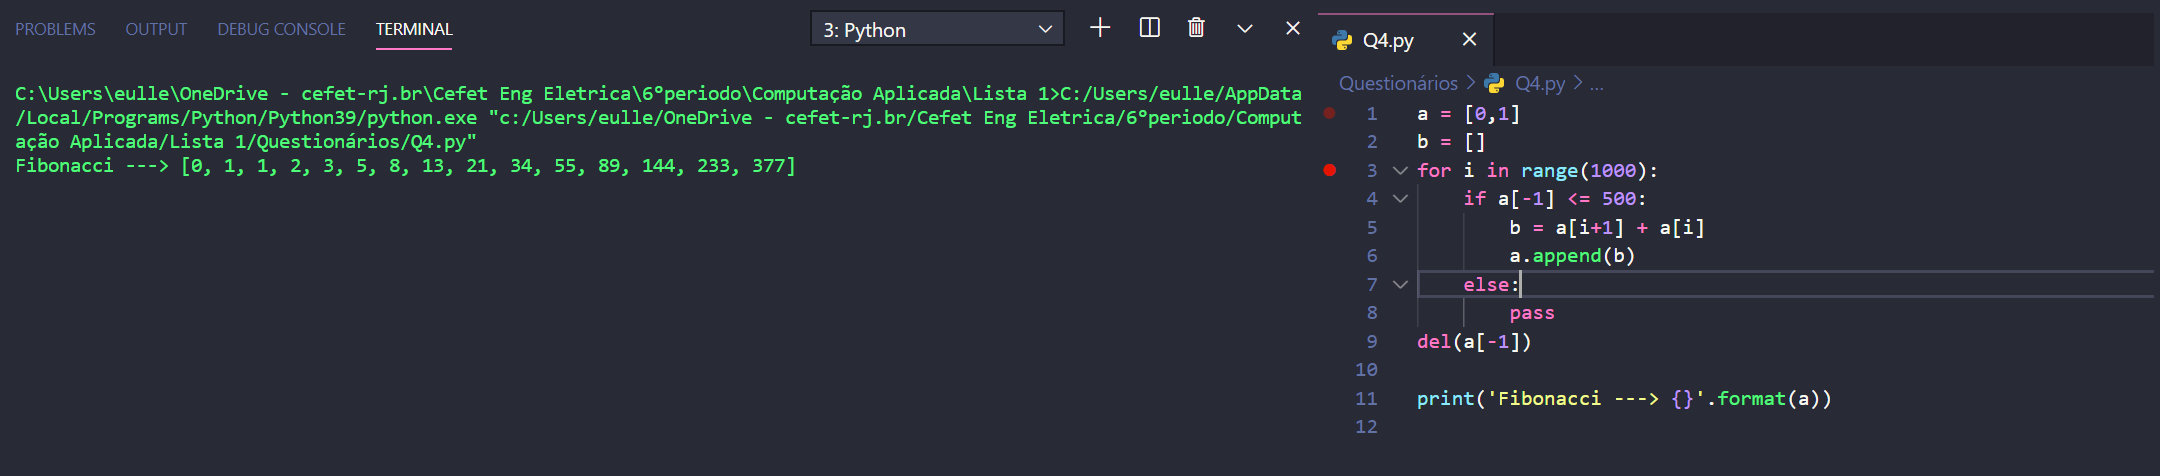 PROBLEMS OUTPUT DEBUG CONSOLE TERMINAL 3: Python
C:\Users\eulle\OneDrive - cefet-rj.br\Cefet Eng Eletrica\6°periodo\Computação Aplicada\Lista 1>C:/Users/eulle/AppData
/Local/Programs/Python/Python39/python.exe "c:/Users/eulle/OneDrive - cefet-rj.br/Cefet Eng Eletrica/6°periodo/Comput
ação Aplicada/Lista 1/Questionários/Q4.py"
Fibonacci ---> [0, 1, 1, 2, 3, 5, 8, 13, 21, 34, 55, 89, 144, 233, 377]
Q4.py
Questionários > Q4.py > ...
1 a = [0,1]
2 b = []
3 for i in range(1000):
4     if a[-1] <= 500:
5         b = a[i+1] + a[i]
6         a.append(b)
7     else:
8         pass
9 del(a[-1])
10
11 print('Fibonacci ---> {}'.format(a))
12